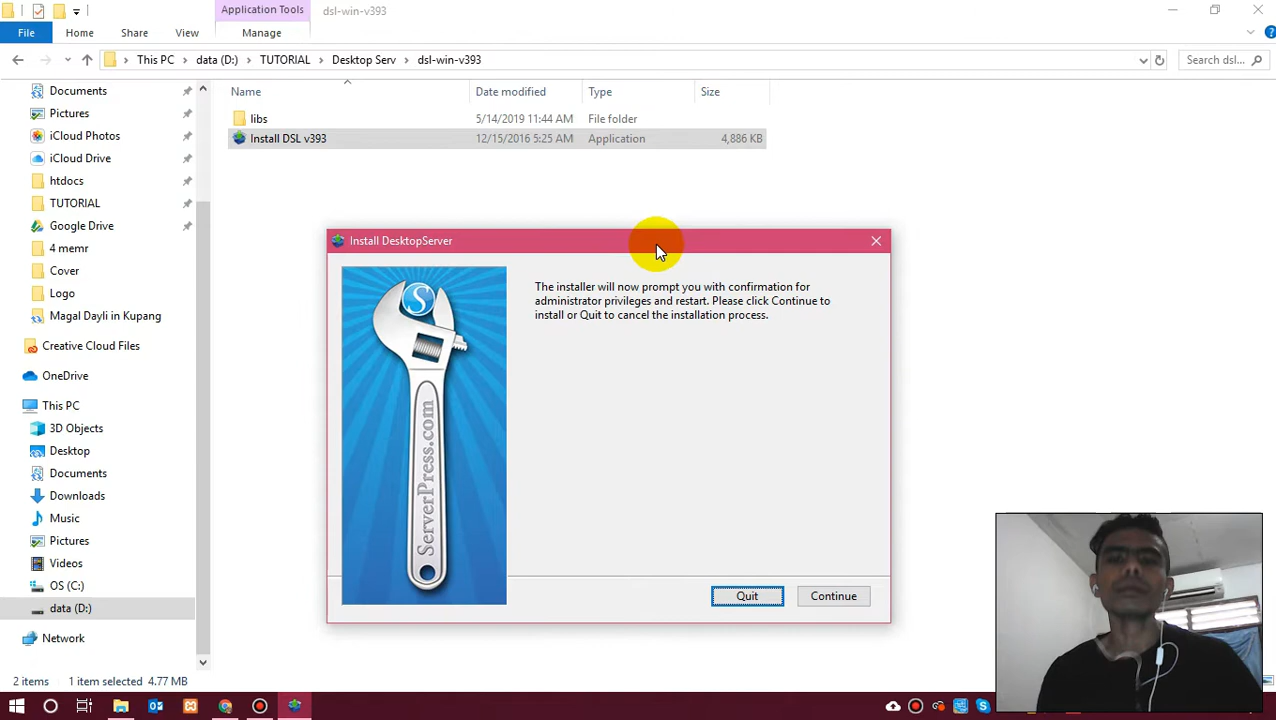 Application Tools
dsl-win-v393
File
Home
Share
View
Manage
This PC
data (D:)
TUTORIAL
Desktop Serv
dsl-win-v393
Search dsl...
Documents
Pictures
iCloud Photos
iCloud Drive
htdocs
TUTORIAL
Google Drive
4 memr
Cover
Logo
Magal Dayli in Kupang
Creative Cloud Files
OneDrive
This PC
3D Objects
Desktop
Documents
Downloads
Music
Pictures
Videos
OS (C:)
data (D:)
Network
Name
Date modified
Type
Size
libs
5/14/2019 11:44 AM
File folder
Install DSL v393
12/15/2016 5:25 AM
Application
4,886 KB
Install DesktopServer
S
ServerPress.com
The installer will now prompt you with confirmation for
administrator privileges and restart. Please click Continue to
install or Quit to cancel the installation process.
Quit
Continue
2 items
1 item selected 4.77 MB